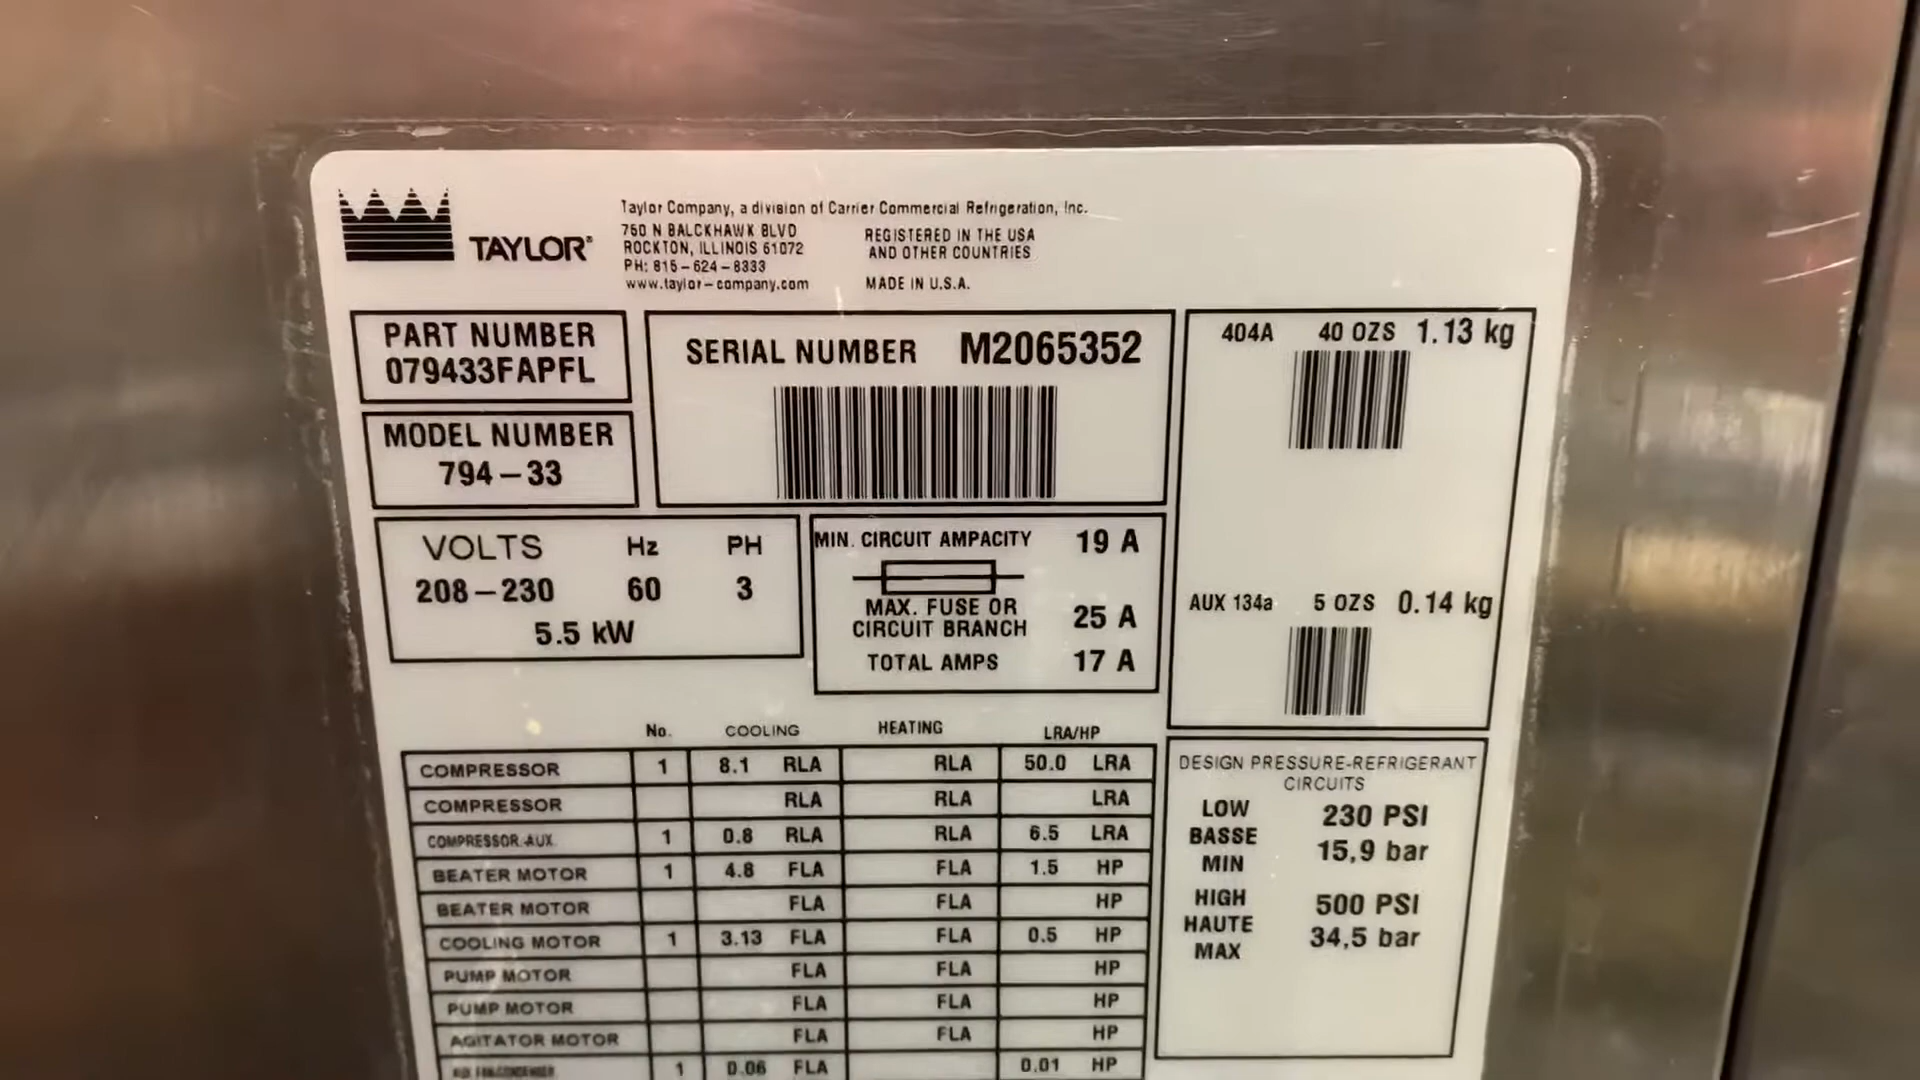 TAYLOR®
Taylor Company, a division of Carrier Commercial Refrigeration, Inc.
750 N BALCKHAWK BLVD
ROCKTON, ILLINOIS 61072
PH: 815-624-8333
www.taylor-company.com
REGISTERED IN THE USA
AND OTHER COUNTRIES
MADE IN U.S.A.
PART NUMBER
079433FAPFL
MODEL NUMBER
794-33
SERIAL NUMBER M2065352
404A 40 OZS 1.13 kg
AUX 134a 5 OZS 0.14 kg
VOLTS Hz PH
208-230 60 3
5.5 kW
MIN. CIRCUIT AMPACITY 19 A
MAX. FUSE OR
CIRCUIT BRANCH 25 A
TOTAL AMPS 17 A
No. COOLING HEATING LRA/HP
COMPRESSOR 1 8.1 RLA RLA 50.0 LRA
COMPRESSOR RLA RLA LRA
COMPRESSOR-AUX. 1 0.8 RLA RLA 6.5 LRA
BEATER MOTOR 1 4.8 FLA FLA 1.5 HP
BEATER MOTOR FLA FLA HP
COOLING MOTOR 1 3.13 FLA FLA 0.5 HP
PUMP MOTOR FLA FLA HP
PUMP MOTOR FLA FLA HP
AGITATOR MOTOR FLA FLA HP
AUX FAN-CONDENSER 1 0.06 FLA 0.01 HP
DESIGN PRESSURE-REFRIGERANT
CIRCUITS
LOW
BASSE
MIN
230 PSI
15,9 bar
HIGH
HAUTE
MAX
500 PSI
34,5 bar